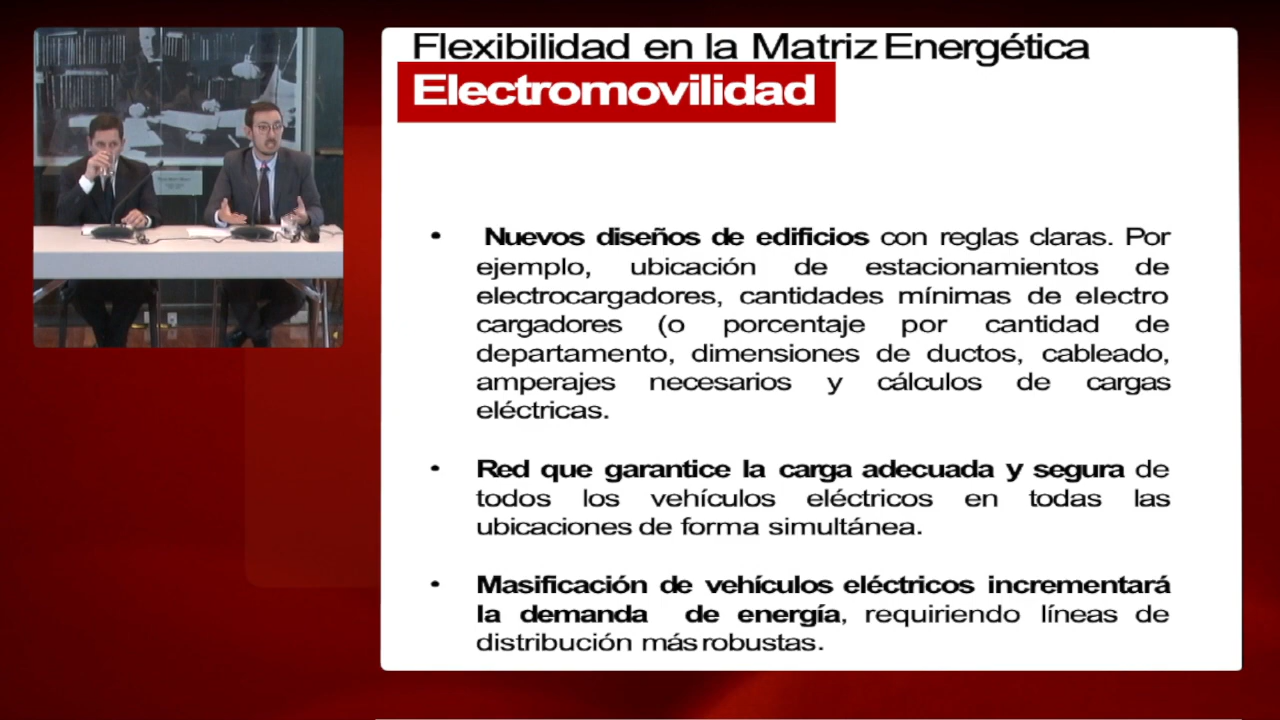 Flexibilidad en la Matriz Energética
Electromovilidad
• Nuevos diseños de edificios con reglas claras. Por
ejemplo, ubicación de estacionamientos de
electrocargadores, cantidades mínimas de electro
cargadores (o porcentaje por cantidad de
departamento, dimensiones de ductos, cableado,
amperajes necesarios y cálculos de cargas
eléctricas.
• Red que garantice la carga adecuada y segura de
todos los vehículos eléctricos en todas las
ubicaciones de forma simultánea.
• Masificación de vehículos eléctricos incrementará
la demanda de energía, requiriendo líneas de
distribución más robustas.